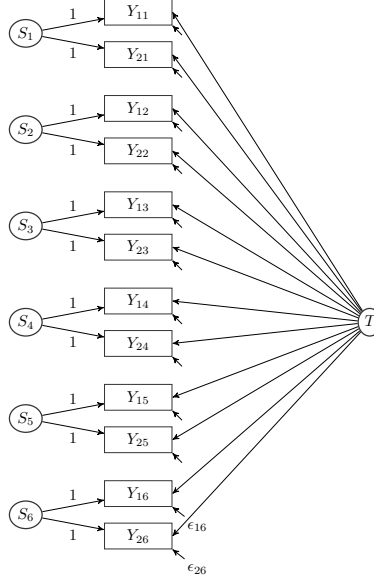 1
Y₁₁
S₁
1
Y₂₁
1
Y₁₂
S₂
1
Y₂₂
1
Y₁₃
S₃
1
Y₂₃
1
Y₁₄
S₄
T
1
Y₂₄
1
Y₁₅
S₅
1
Y₂₅
1
Y₁₆
S₆
ϵ₁₆
1
Y₂₆
ϵ₂₆